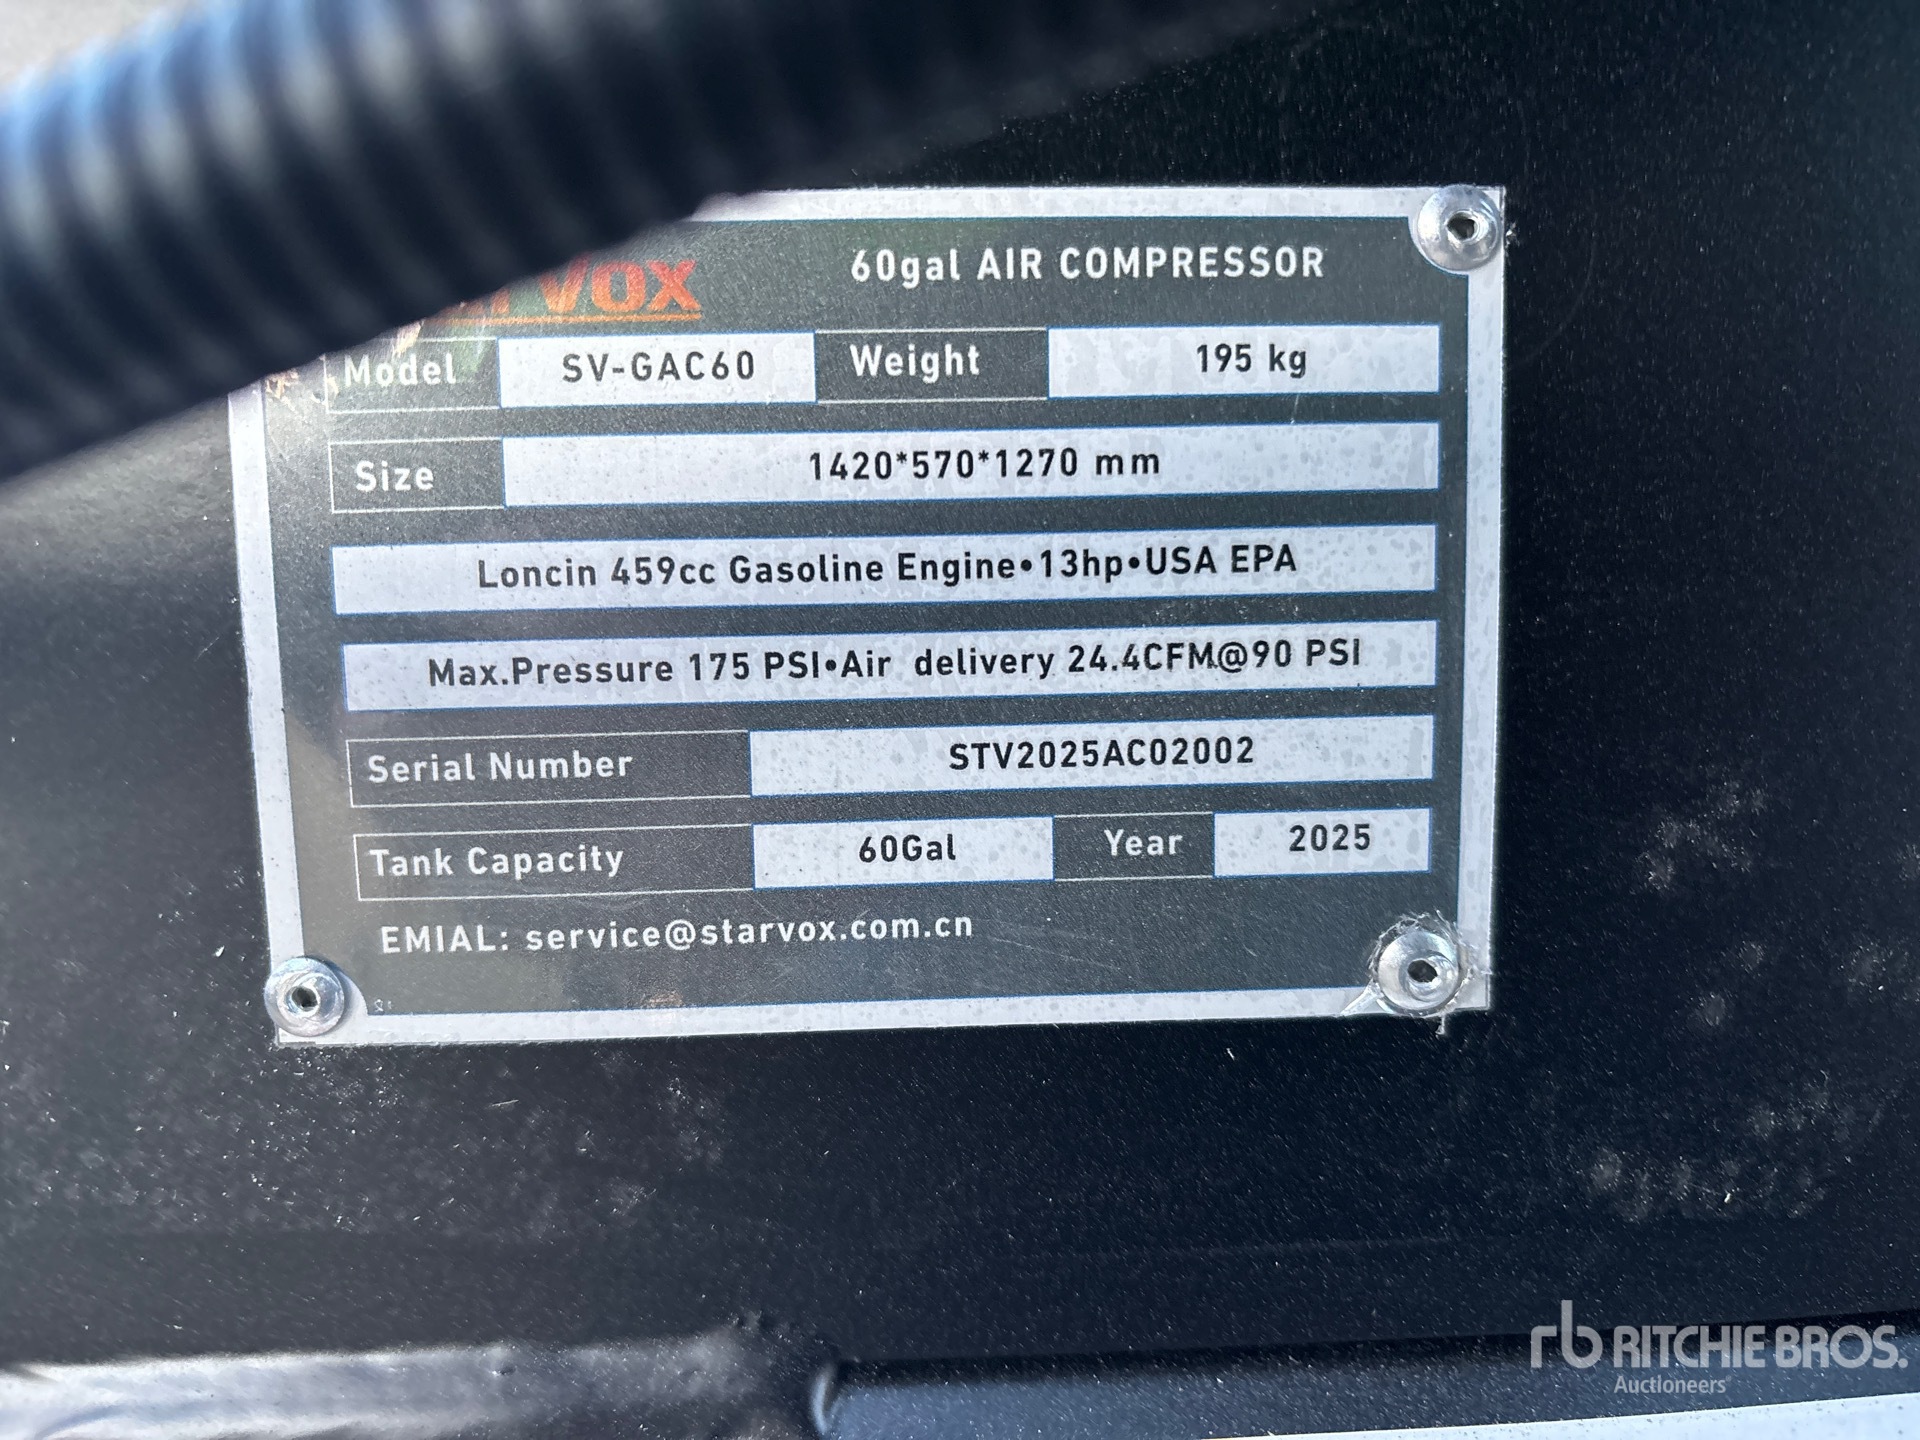 60gal AIR COMPRESSOR
Model SV-GAC60 Weight 195 kg
Size 1420*570*1270 mm
Loncin 459cc Gasoline Engine•13hp•USA EPA
Max.Pressure 175 PSI•Air delivery 24.4CFM@90 PSI
Serial Number STV2025AC02002
Tank Capacity 60Gal Year 2025
EMIAL: service@starvox.com.cn
rb RITCHIE BROS.
Auctioneers